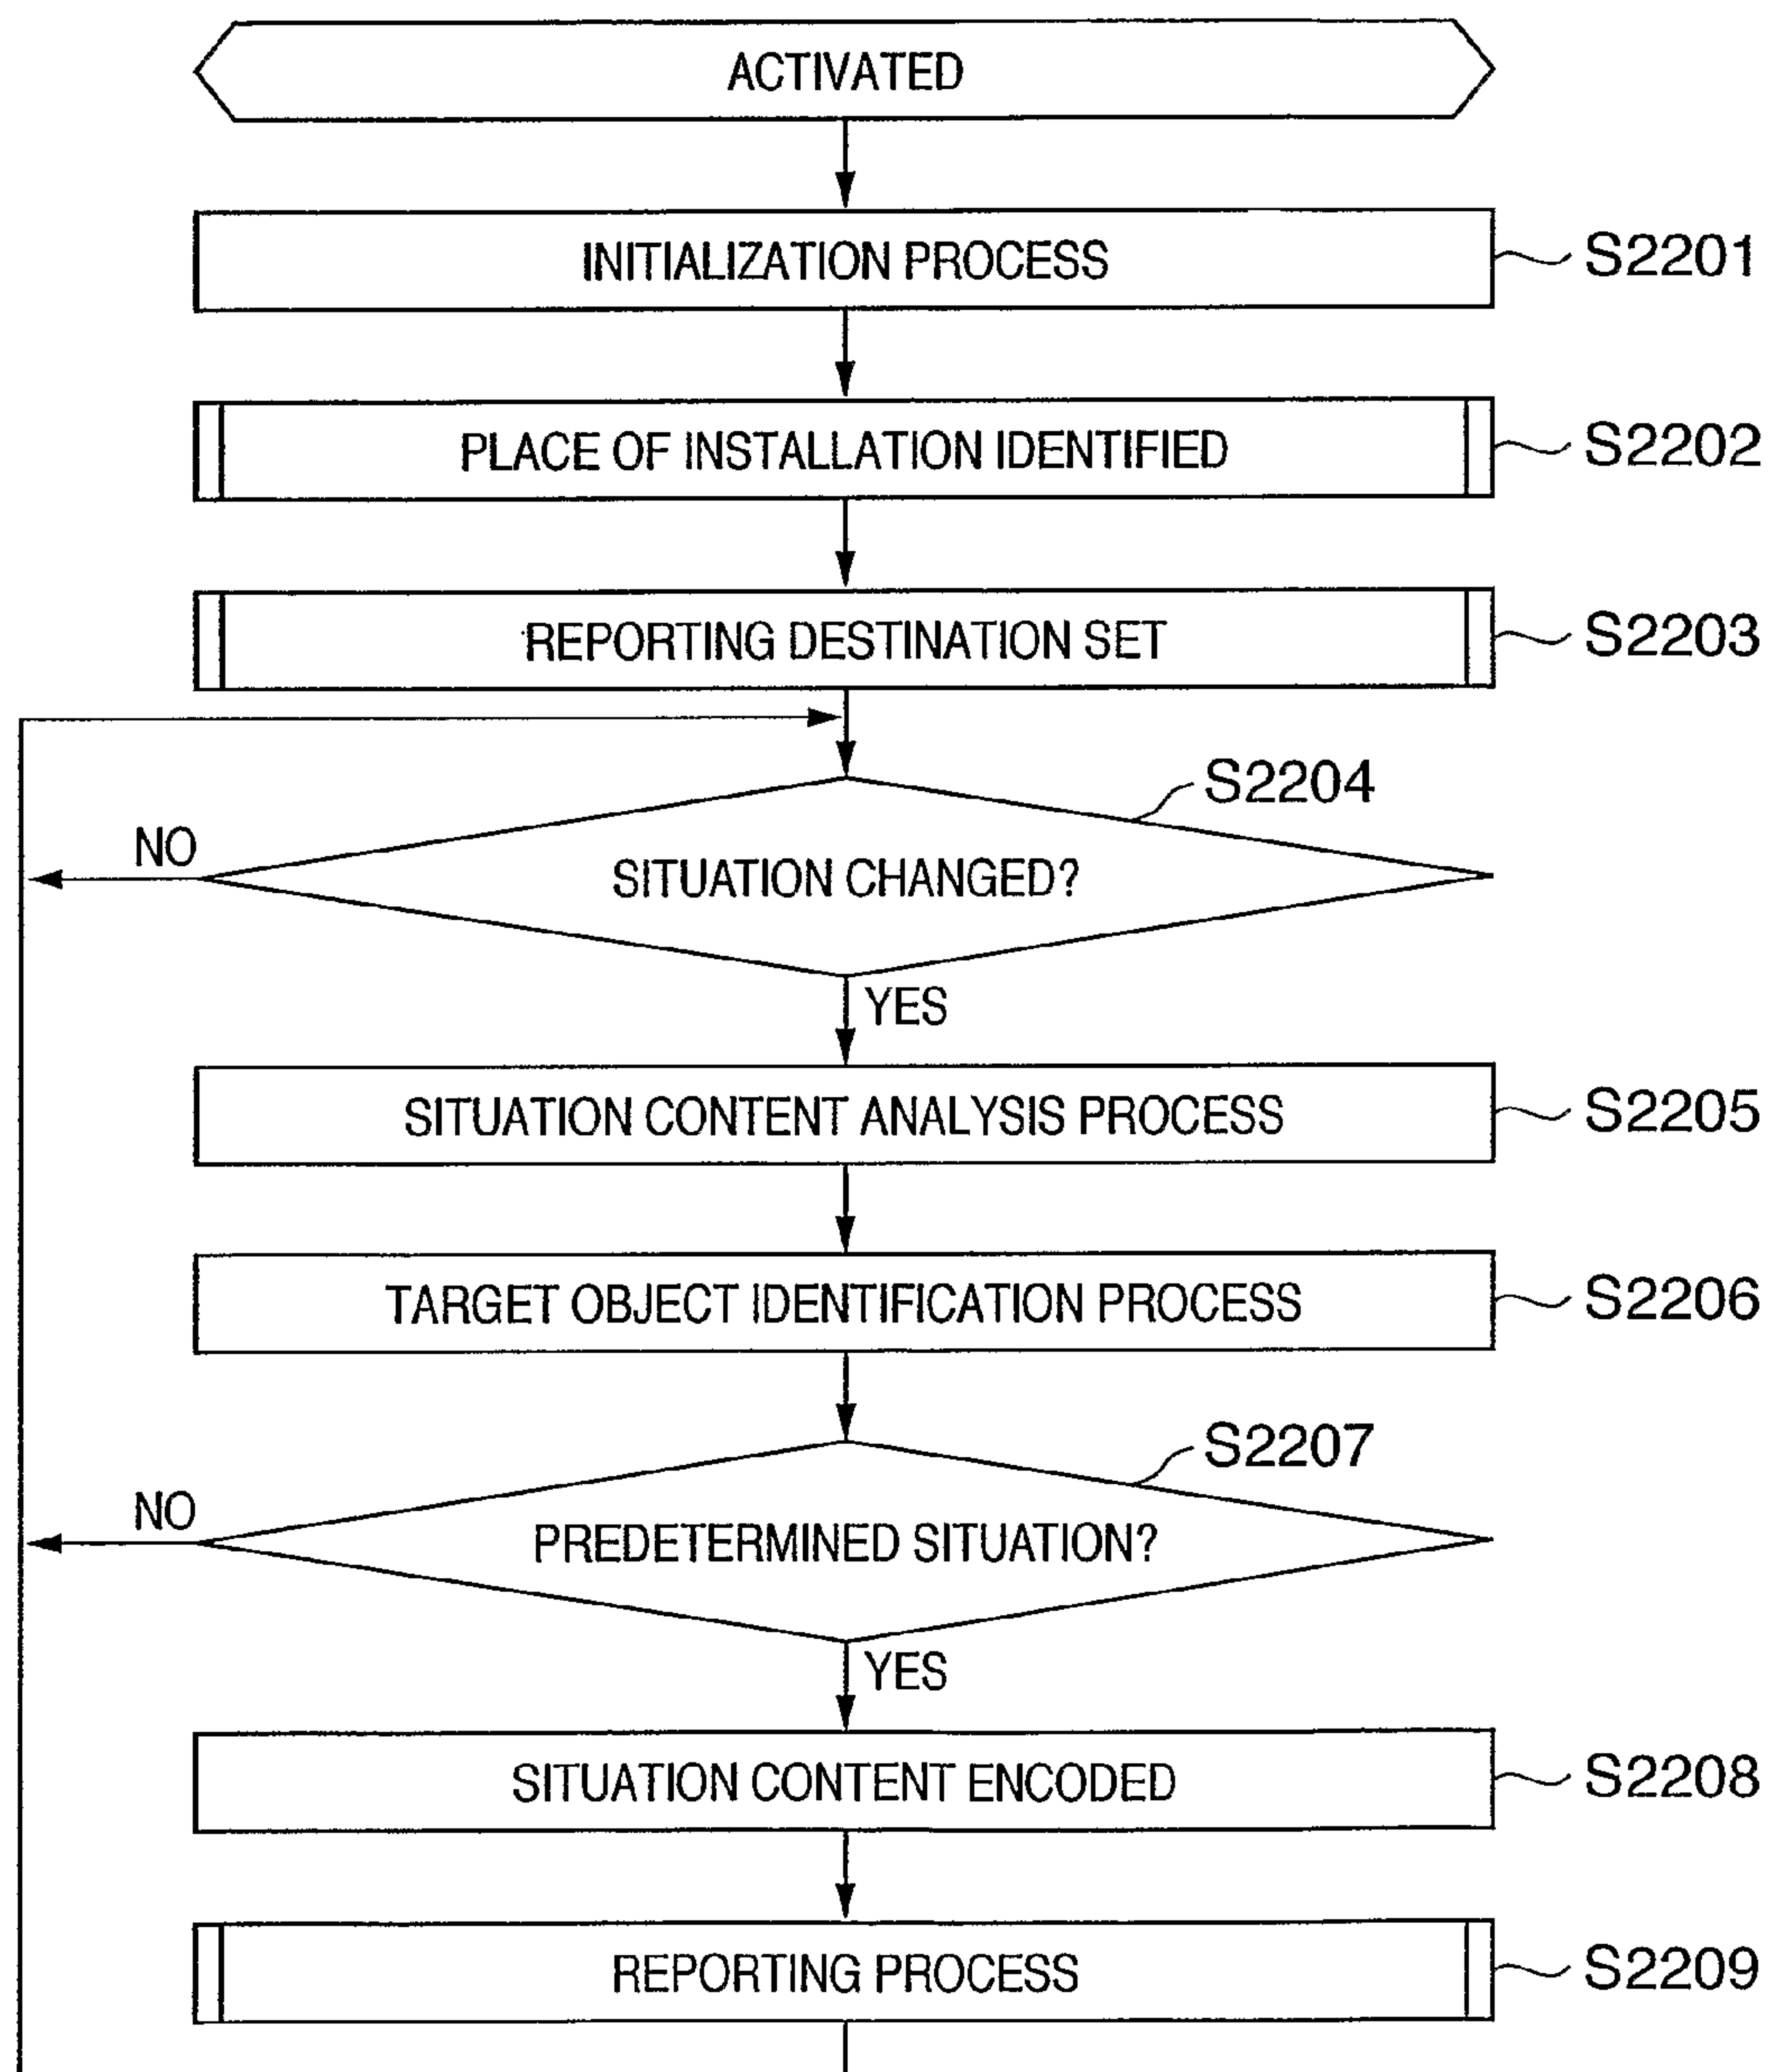 ACTIVATED
INITIALIZATION PROCESS
S2201
PLACE OF INSTALLATION IDENTIFIED
S2202
REPORTING DESTINATION SET
S2203
S2204
NO
SITUATION CHANGED?
YES
SITUATION CONTENT ANALYSIS PROCESS
S2205
TARGET OBJECT IDENTIFICATION PROCESS
S2206
S2207
NO
PREDETERMINED SITUATION?
YES
SITUATION CONTENT ENCODED
S2208
REPORTING PROCESS
S2209